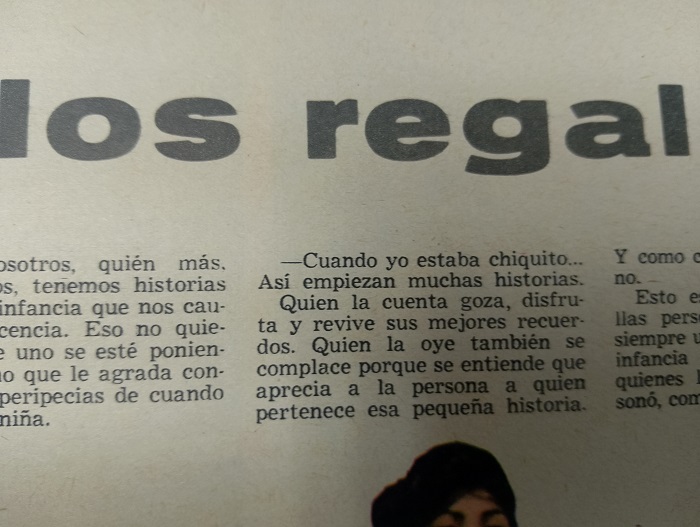 los regal
osotros, quién más,
os, tenemos historias
infancia que nos cau-
cencia. Eso no quie-
e uno se esté ponien-
o que le agrada con-
peripecias de cuando
niña.
—Cuando yo estaba chiquito...
Así empiezan muchas historias.
Quien la cuenta goza, disfru-
ta y revive sus mejores recuer-
dos. Quien la oye también se
complace porque se entiende que
aprecia a la persona a quien
pertenece esa pequeña historia.
Y como
no.
Esto
llas pers
siempre
infancia
quienes
sonó, com